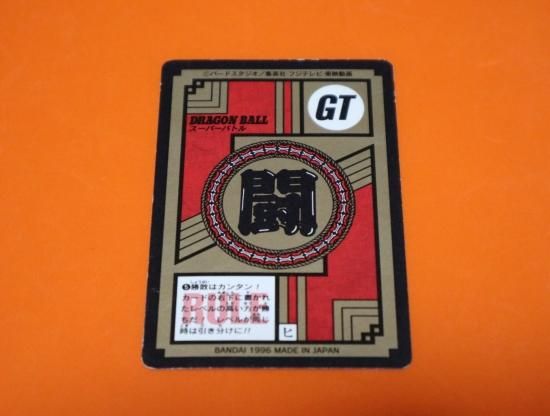 ©バードスタジオ／集英社・フジテレビ・東映動画
GT
DRAGON BALL
スーパーバトル
闘
RULE
❺勝敗はカンタン！
カードの右下に書かれ
たレベルの高い方が勝
ちだ。レベルが同じ
時は引き分けに!!
ヒ
BANDAI 1996 MADE IN JAPAN